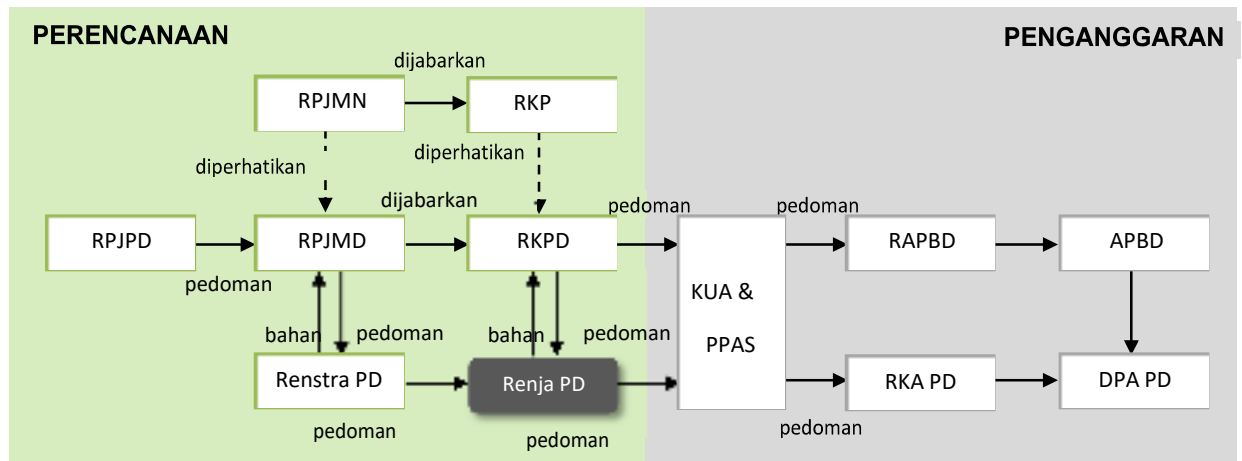 PERENCANAAN
PENGANGGARAN
dijabarkan
RPJMN
RKP
diperhatikan
diperhatikan
dijabarkan
pedoman
pedoman
RPJPD
RPJMD
RKPD
RAPBD
APBD
pedoman
KUA &
PPAS
bahan
pedoman
bahan
pedoman
Renstra PD
Renja PD
RKA PD
DPA PD
pedoman
pedoman
pedoman